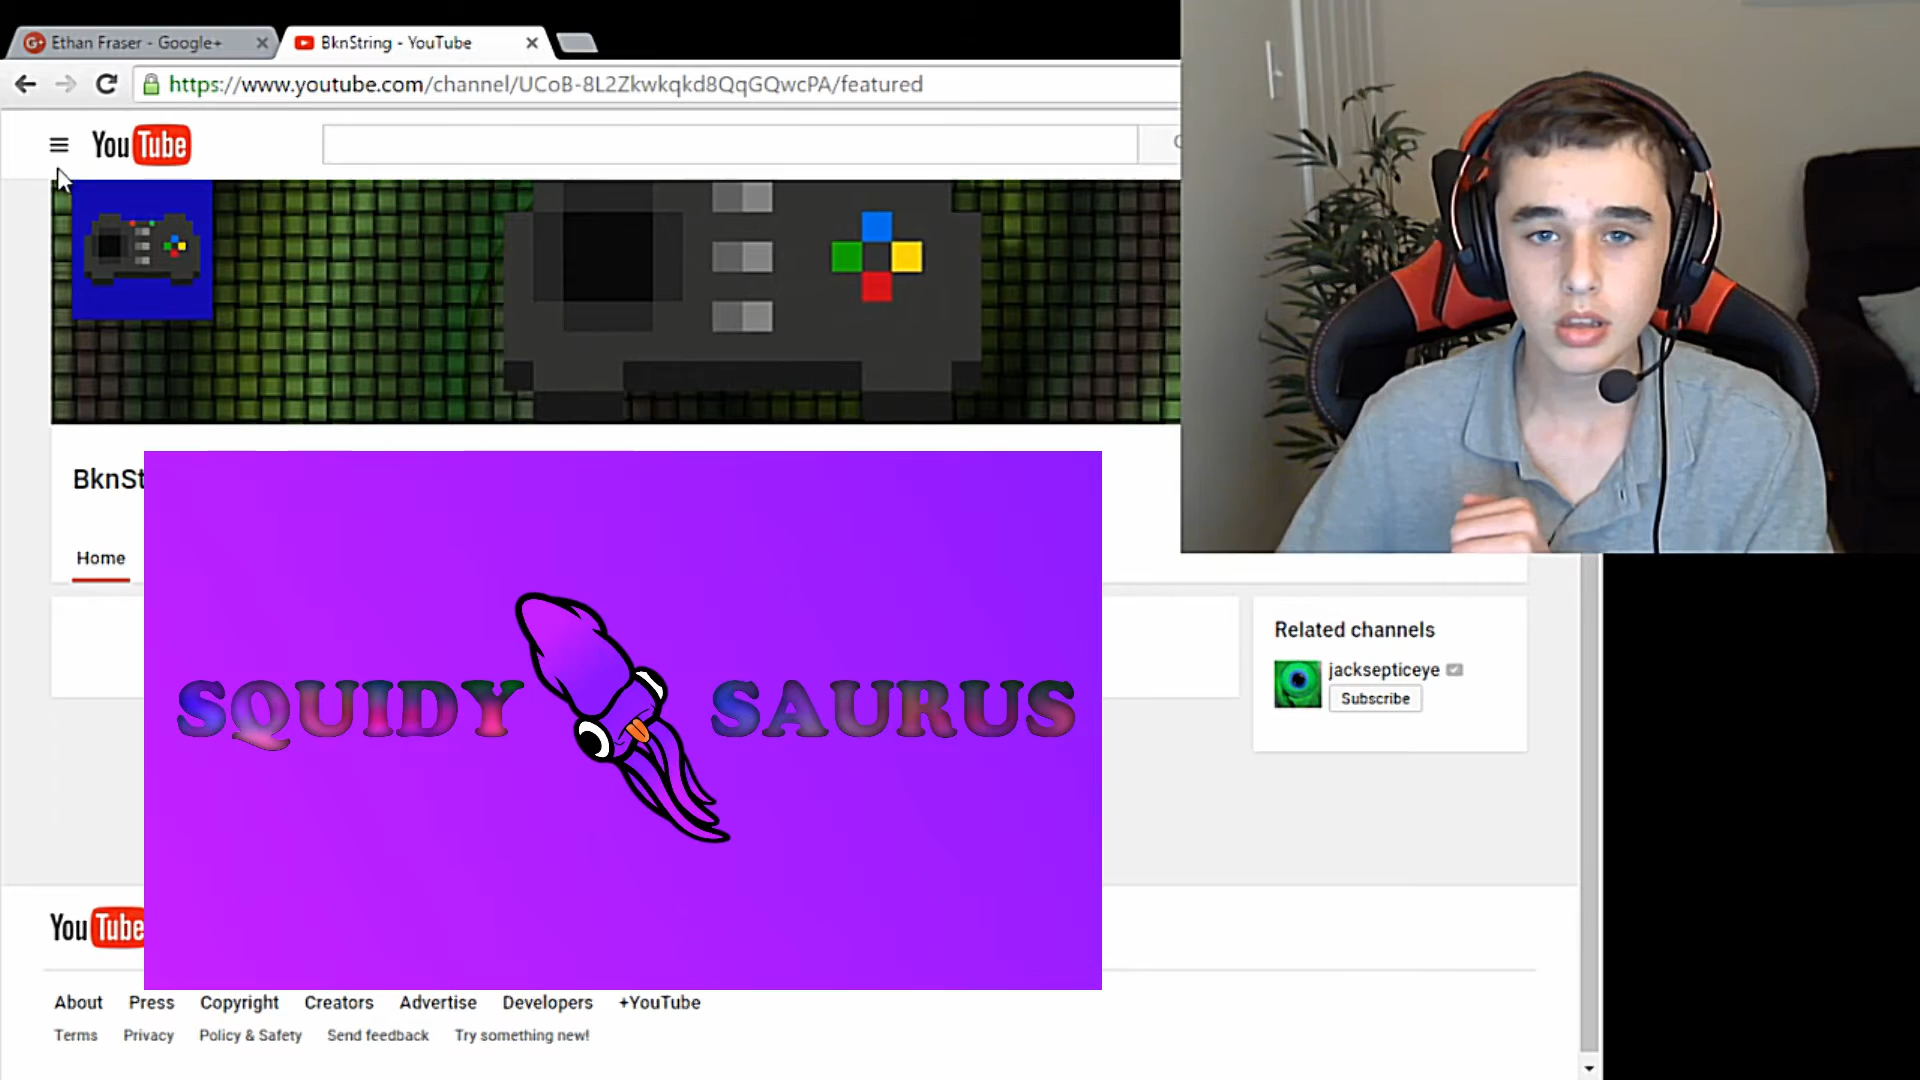 Ethan Fraser - Google+
BknString - YouTube
https://www.youtube.com/channel/UCoB-8L2Zkwkqkd8QqGQwcPA/featured
YouTube
BknSt
Home
SQUIDY SAURUS
Related channels
jacksepticeye
Subscribe
YouTube
About Press Copyright Creators Advertise Developers +YouTube
Terms Privacy Policy & Safety Send feedback Try something new!